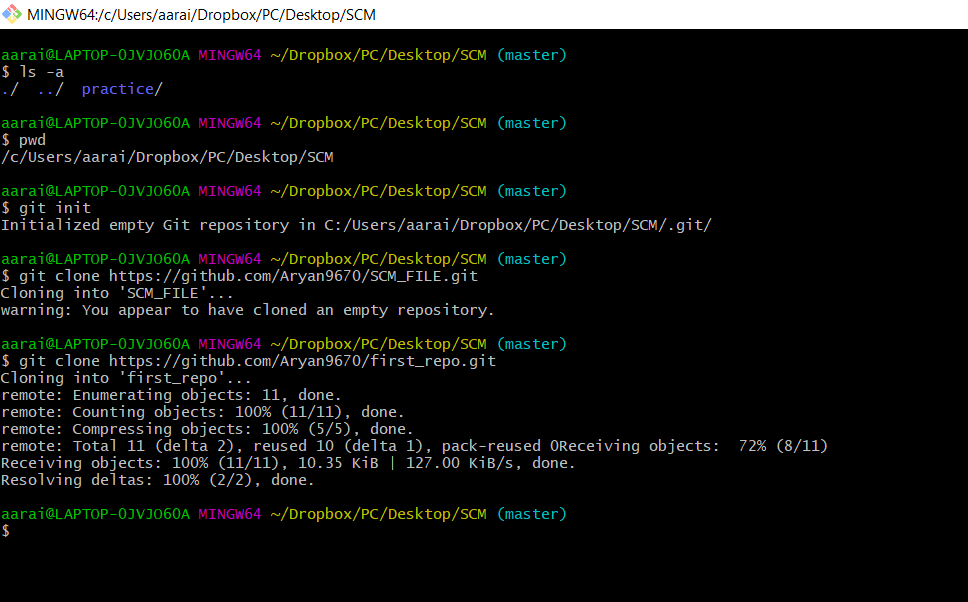 MINGW64:/c/Users/aarai/Dropbox/PC/Desktop/SCM
aarai@LAPTOP-OJVJO60A MINGW64 ~/Dropbox/PC/Desktop/SCM (master)
$ ls -a
./  ../  practice/
aarai@LAPTOP-OJVJO60A MINGW64 ~/Dropbox/PC/Desktop/SCM (master)
$ pwd
/c/Users/aarai/Dropbox/PC/Desktop/SCM
aarai@LAPTOP-OJVJO60A MINGW64 ~/Dropbox/PC/Desktop/SCM (master)
$ git init
Initialized empty Git repository in C:/Users/aarai/Dropbox/PC/Desktop/SCM/.git/
aarai@LAPTOP-OJVJO60A MINGW64 ~/Dropbox/PC/Desktop/SCM (master)
$ git clone https://github.com/Aryan9670/SCM_FILE.git
Cloning into 'SCM_FILE'...
warning: You appear to have cloned an empty repository.
aarai@LAPTOP-OJVJO60A MINGW64 ~/Dropbox/PC/Desktop/SCM (master)
$ git clone https://github.com/Aryan9670/first_repo.git
Cloning into 'first_repo'...
remote: Enumerating objects: 11, done.
remote: Counting objects: 100% (11/11), done.
remote: Compressing objects: 100% (5/5), done.
remote: Total 11 (delta 2), reused 10 (delta 1), pack-reused 0Receiving objects:  72% (8/11)
Receiving objects: 100% (11/11), 10.35 KiB | 127.00 KiB/s, done.
Resolving deltas: 100% (2/2), done.
aarai@LAPTOP-OJVJO60A MINGW64 ~/Dropbox/PC/Desktop/SCM (master)
$